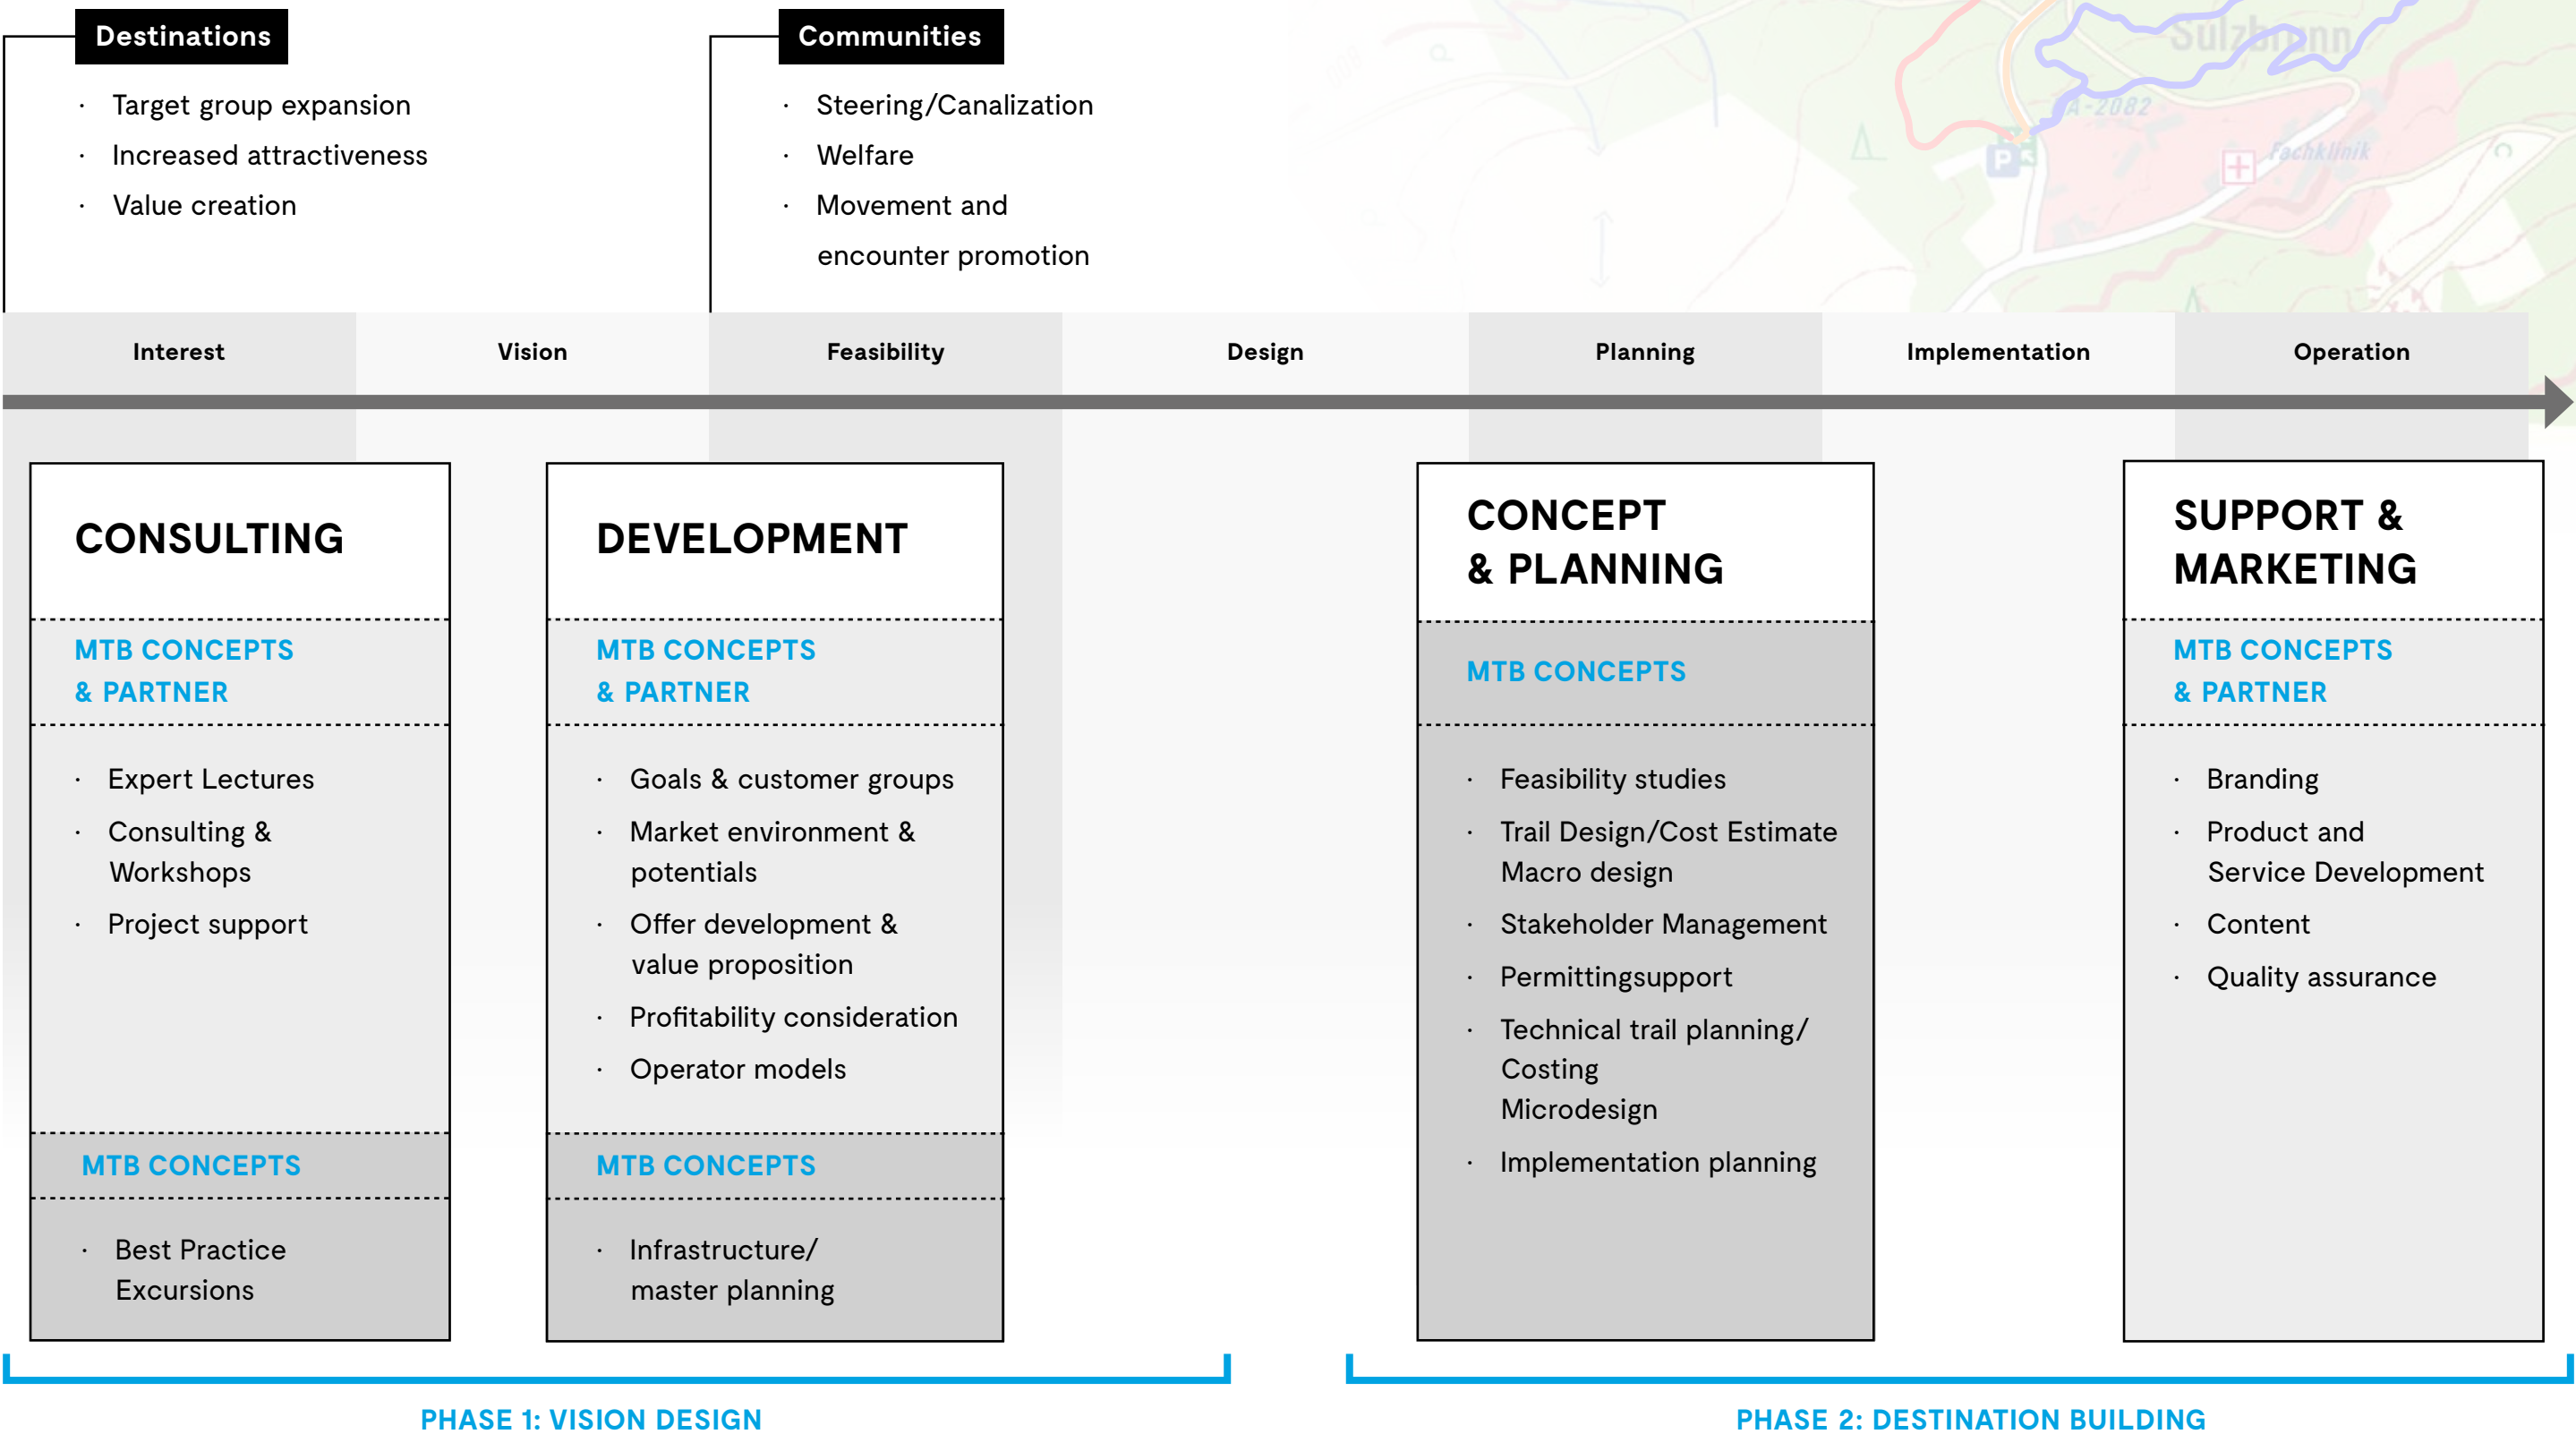 Destinations
· Target group expansion
· Increased attractiveness
· Value creation
Communities
· Steering/Canalization
· Welfare
· Movement and
encounter promotion
Sulzbrunn
A-2082
P
Fachklinik
Interest
Vision
Feasibility
Design
Planning
Implementation
Operation
CONSULTING
MTB CONCEPTS
& PARTNER
· Expert Lectures
· Consulting &
Workshops
· Project support
MTB CONCEPTS
· Best Practice
Excursions
DEVELOPMENT
MTB CONCEPTS
& PARTNER
· Goals & customer groups
· Market environment &
potentials
· Offer development &
value proposition
· Profitability consideration
· Operator models
MTB CONCEPTS
· Infrastructure/
master planning
CONCEPT
& PLANNING
MTB CONCEPTS
· Feasibility studies
· Trail Design/Cost Estimate
Macro design
· Stakeholder Management
· Permittingsupport
· Technical trail planning/
Costing
Microdesign
· Implementation planning
SUPPORT &
MARKETING
MTB CONCEPTS
& PARTNER
· Branding
· Product and
Service Development
· Content
· Quality assurance
PHASE 1: VISION DESIGN
PHASE 2: DESTINATION BUILDING